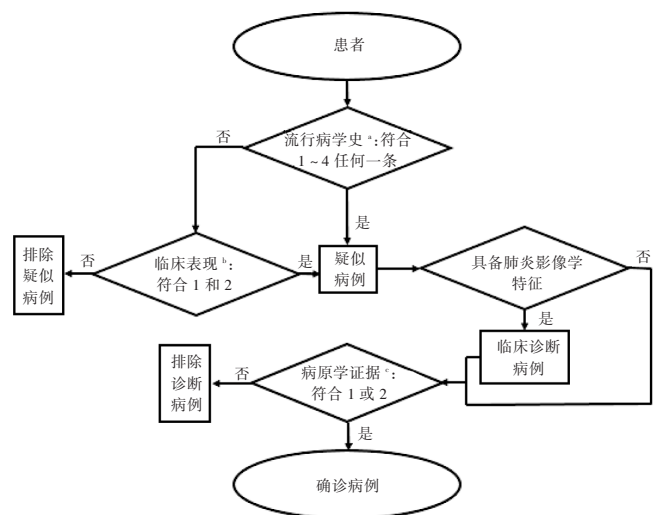 患者
流行病学史ᵃ:符合
1~4 任何一条
否
是
排除
疑似
病例
否
临床表现ᵇ:
符合 1 和 2
是
疑似
病例
具备肺炎影像学
特征
否
是
临床诊断
病例
排除
诊断
病例
否
病原学证据ᶜ:
符合 1 或 2
是
确诊病例